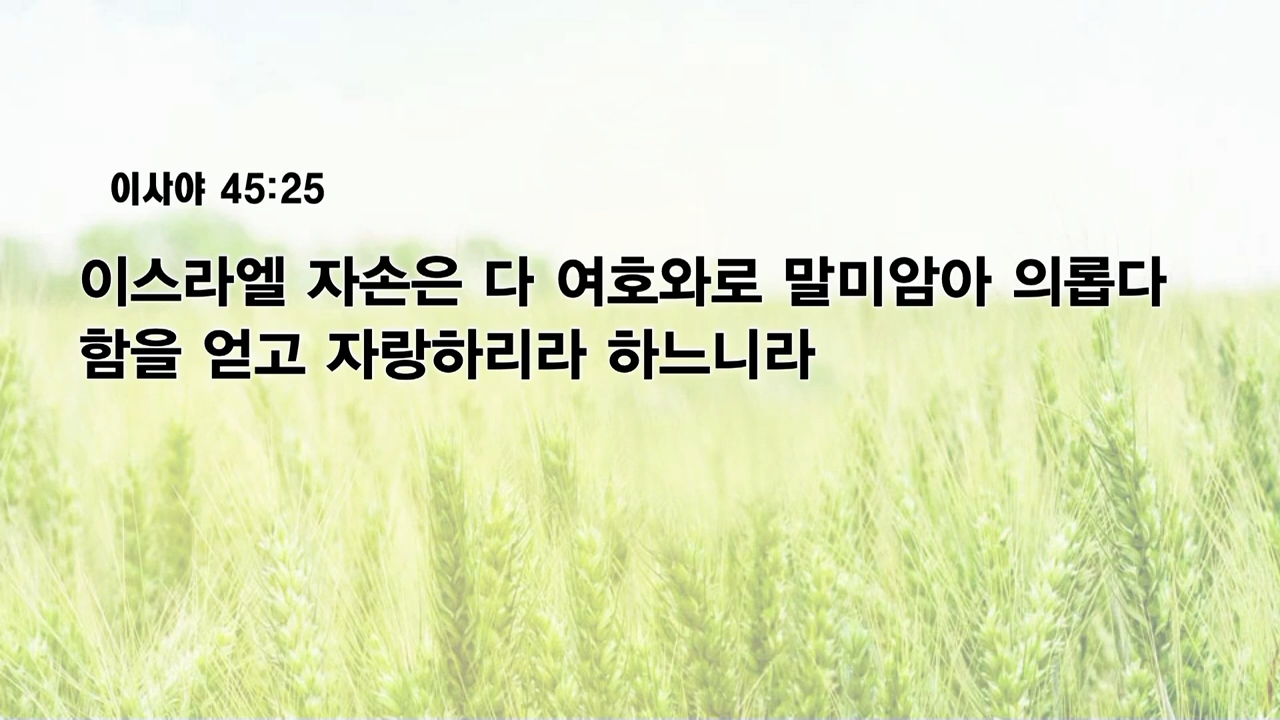 이사야 45:25
이스라엘 자손은 다 여호와로 말미암아 의롭다
함을 얻고 자랑하리라 하느니라